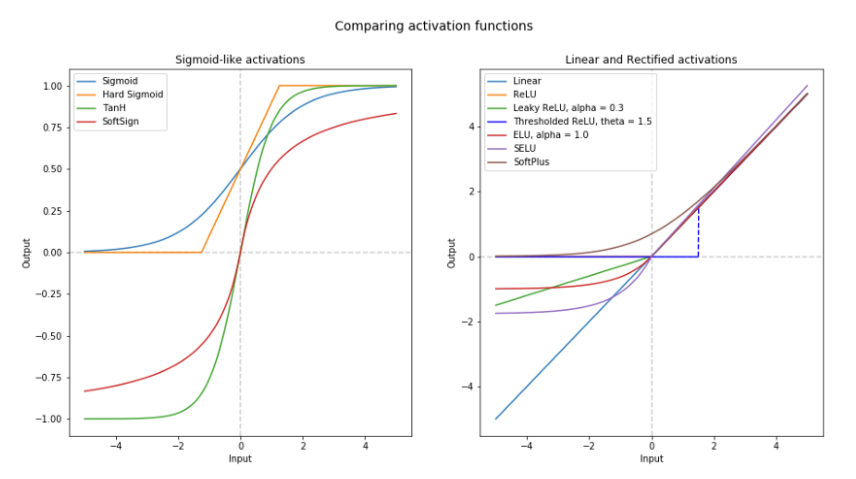 Comparing activation functions
Sigmoid-like activations
Sigmoid
Hard Sigmoid
TanH
SoftSign
1.00
0.75
0.50
0.25
0.00
−0.25
−0.50
−0.75
−1.00
Output
−4 −2 0 2 4
Input
Linear and Rectified activations
Linear
ReLU
Leaky ReLU, alpha = 0.3
Thresholded ReLU, theta = 1.5
ELU, alpha = 1.0
SELU
SoftPlus
4
2
0
−2
−4
Output
−4 −2 0 2 4
Input